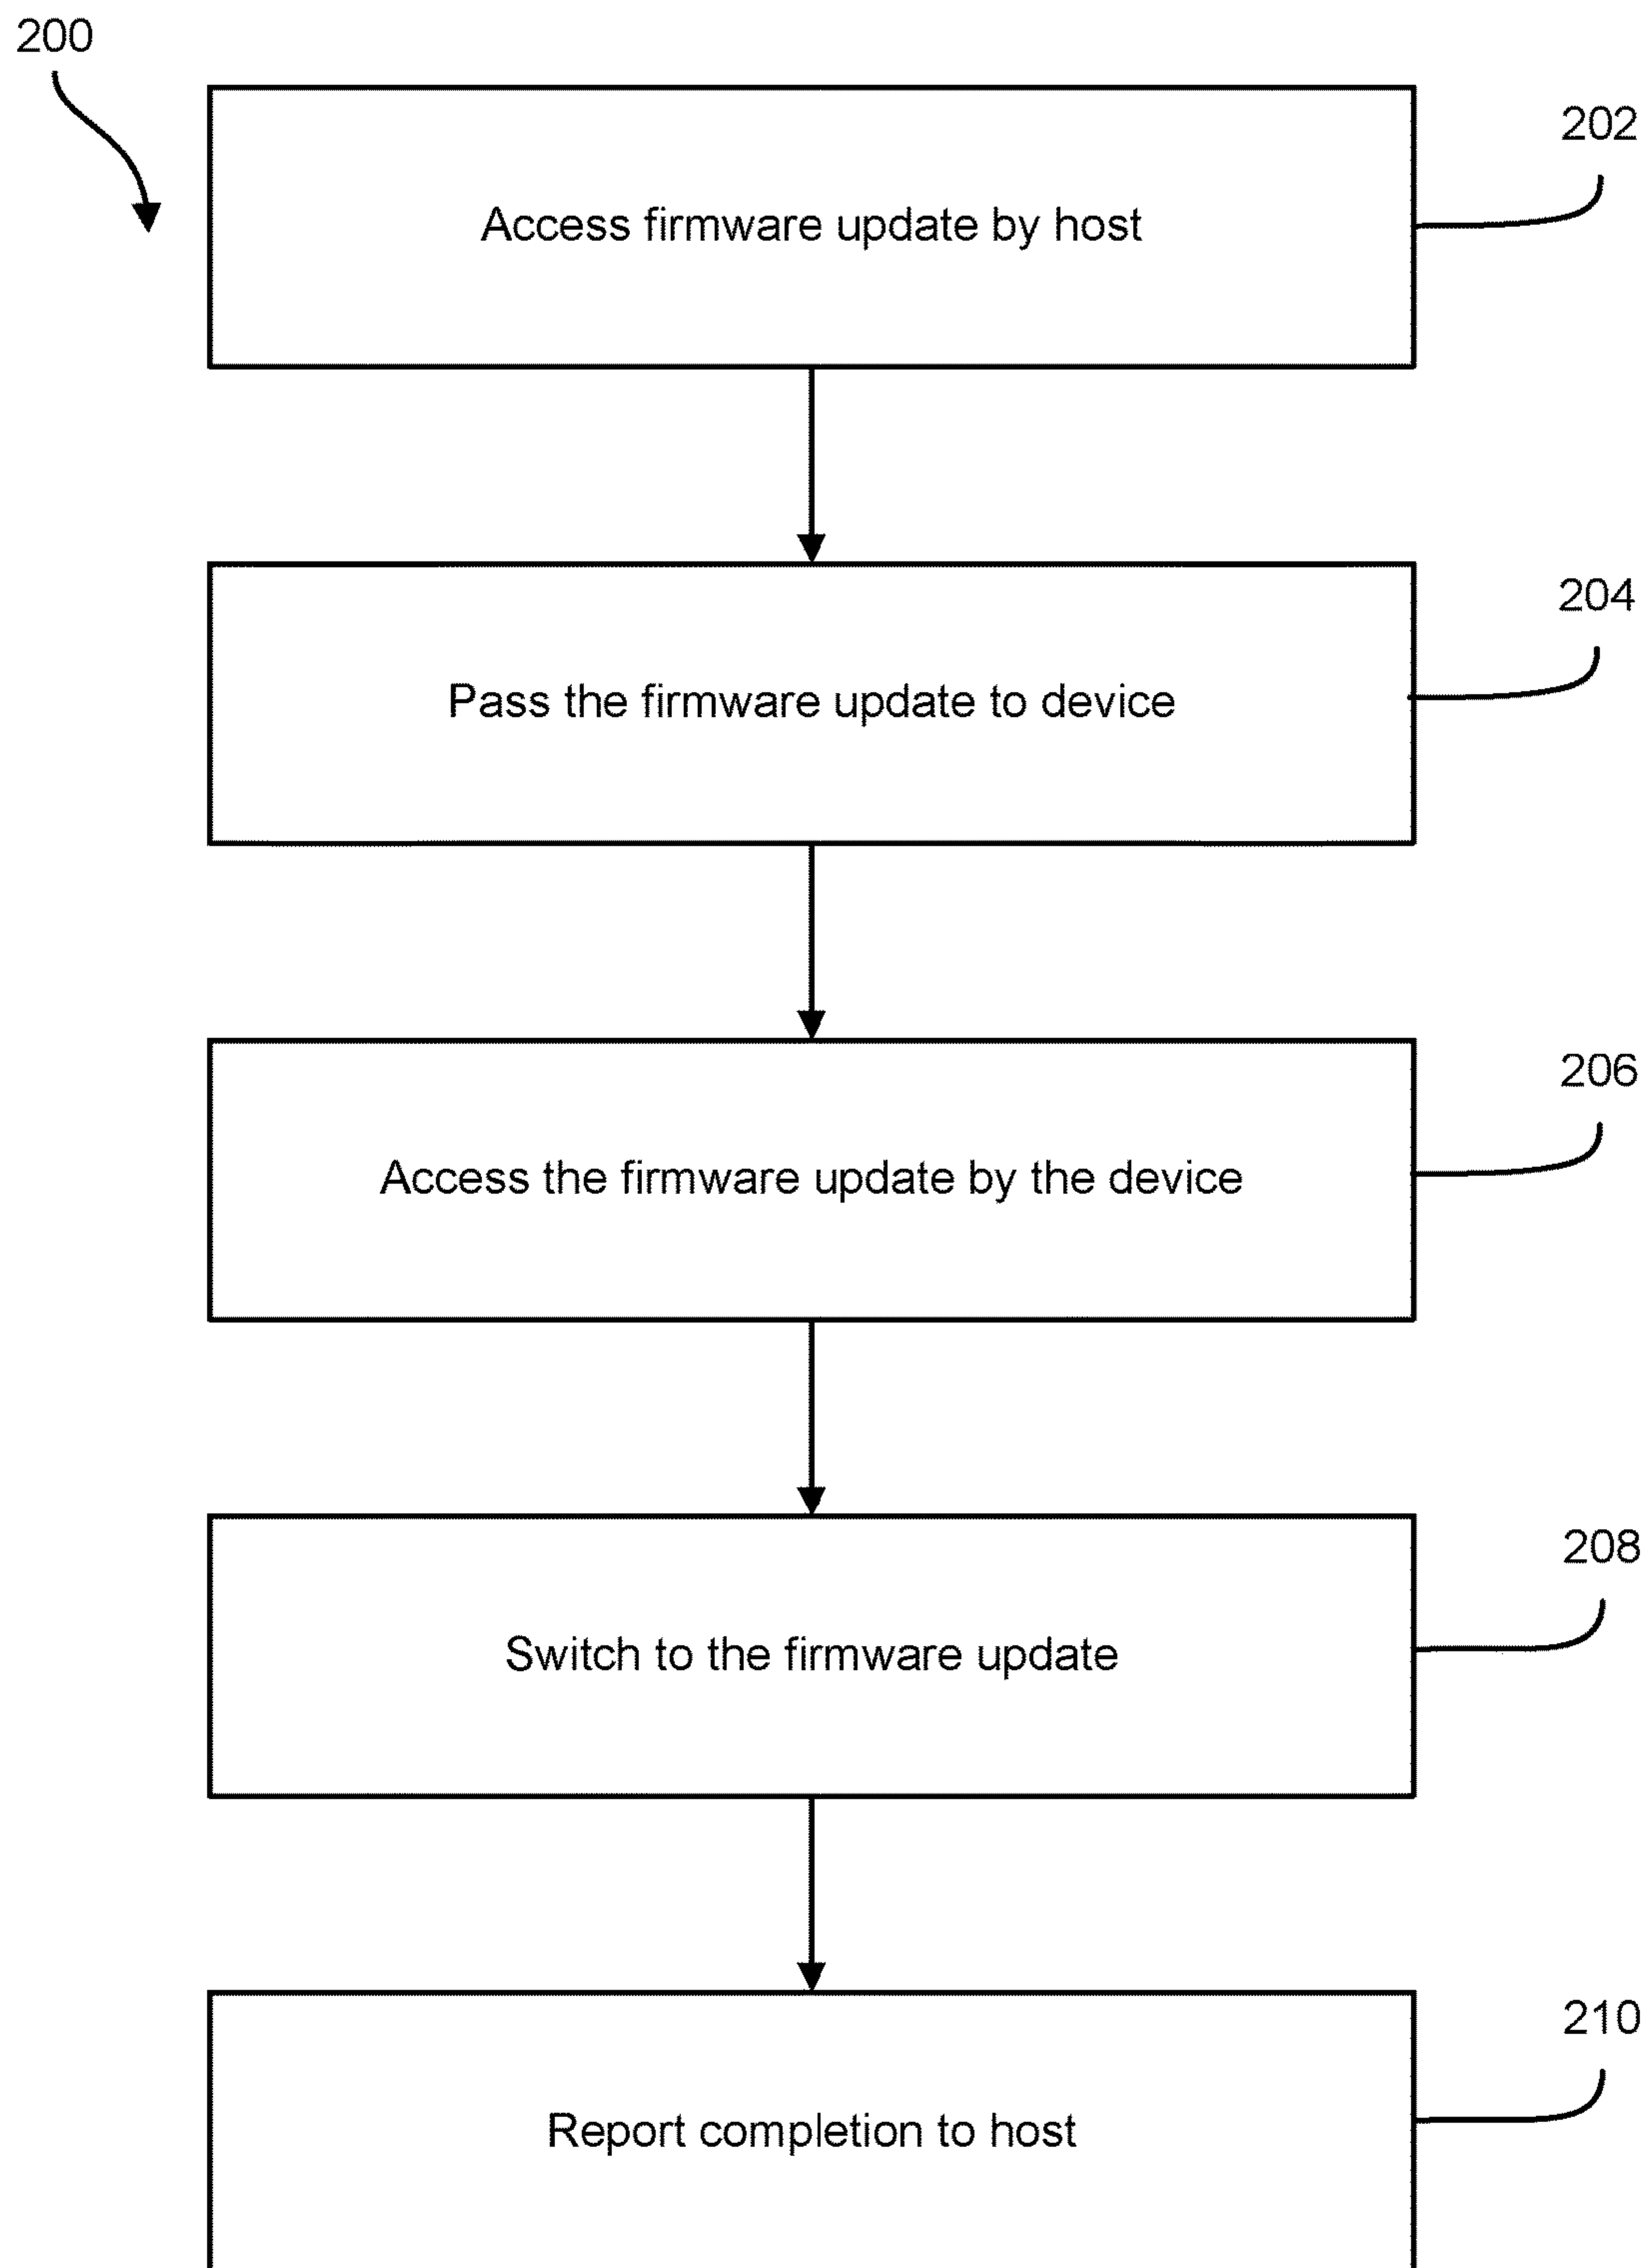 200
202
Access firmware update by host
204
Pass the firmware update to device
206
Access the firmware update by the device
208
Switch to the firmware update
210
Report completion to host